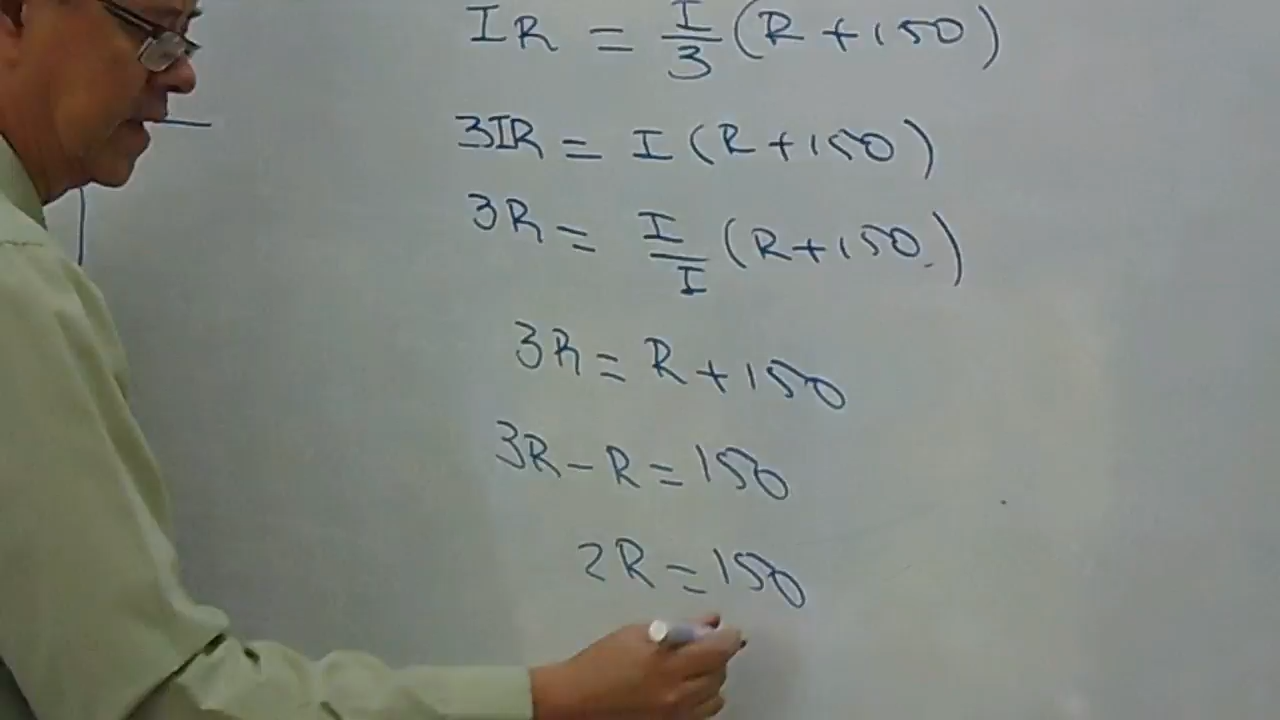 IR = I/3 (R+150)
3IR = I (R+150)
3R = I/I (R+150.)
3R = R+150
3R-R=150
2R=150